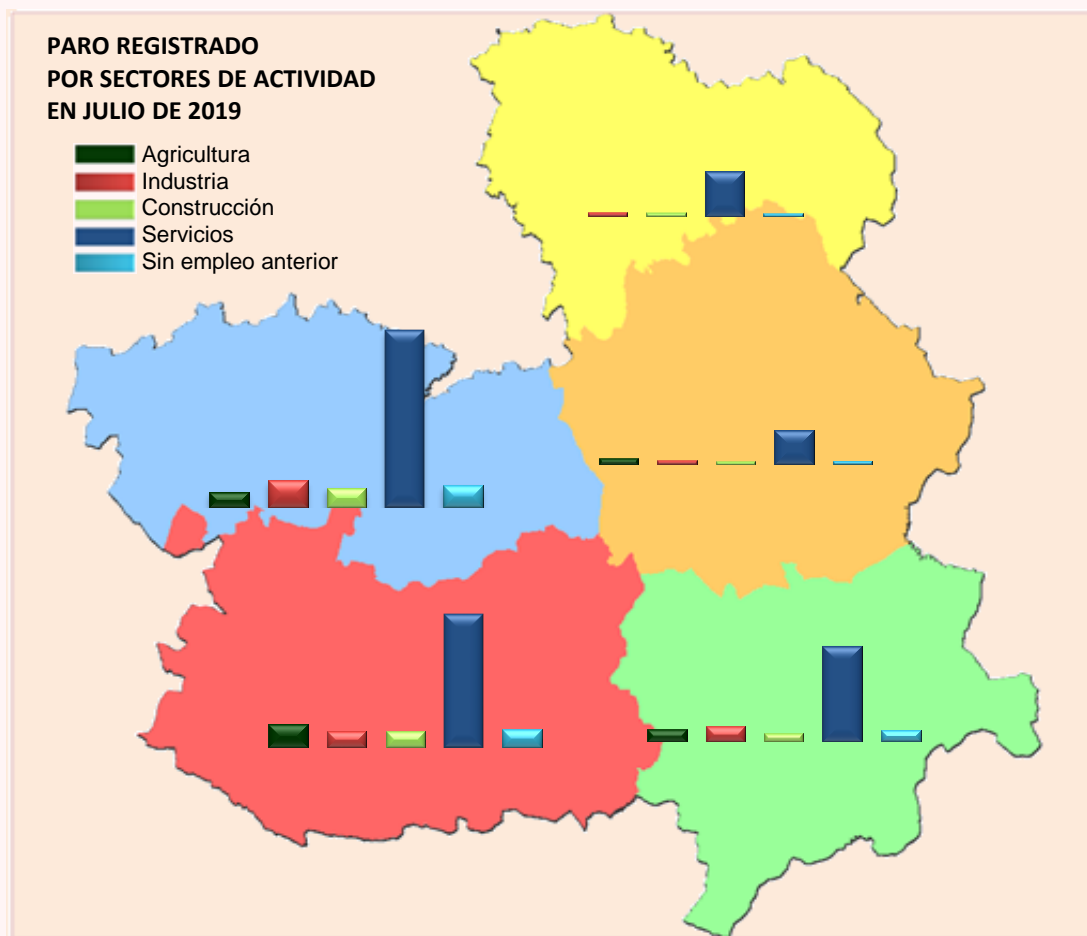 PARO REGISTRADO
POR SECTORES DE ACTIVIDAD
EN JULIO DE 2019
Agricultura
Industria
Construcción
Servicios
Sin empleo anterior